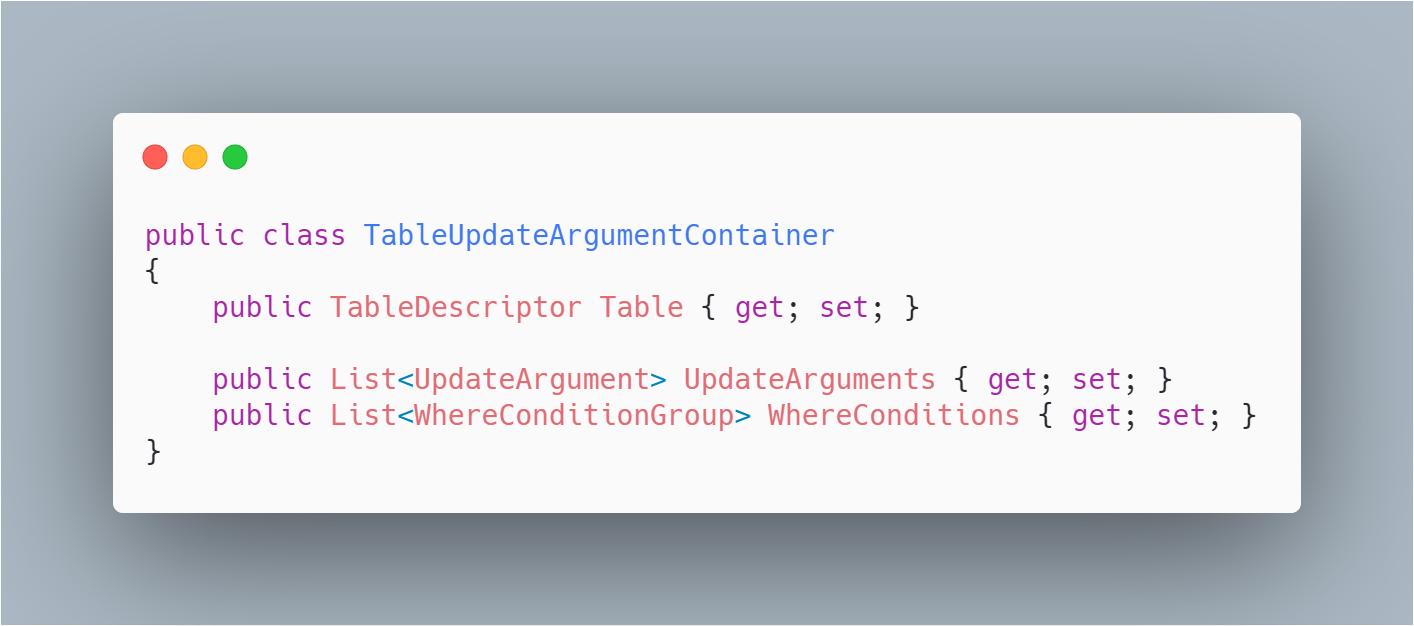 public class TableUpdateArgumentContainer
{
    public TableDescriptor Table { get; set; }

    public List<UpdateArgument> UpdateArguments { get; set; }
    public List<WhereConditionGroup> WhereConditions { get; set; }
}